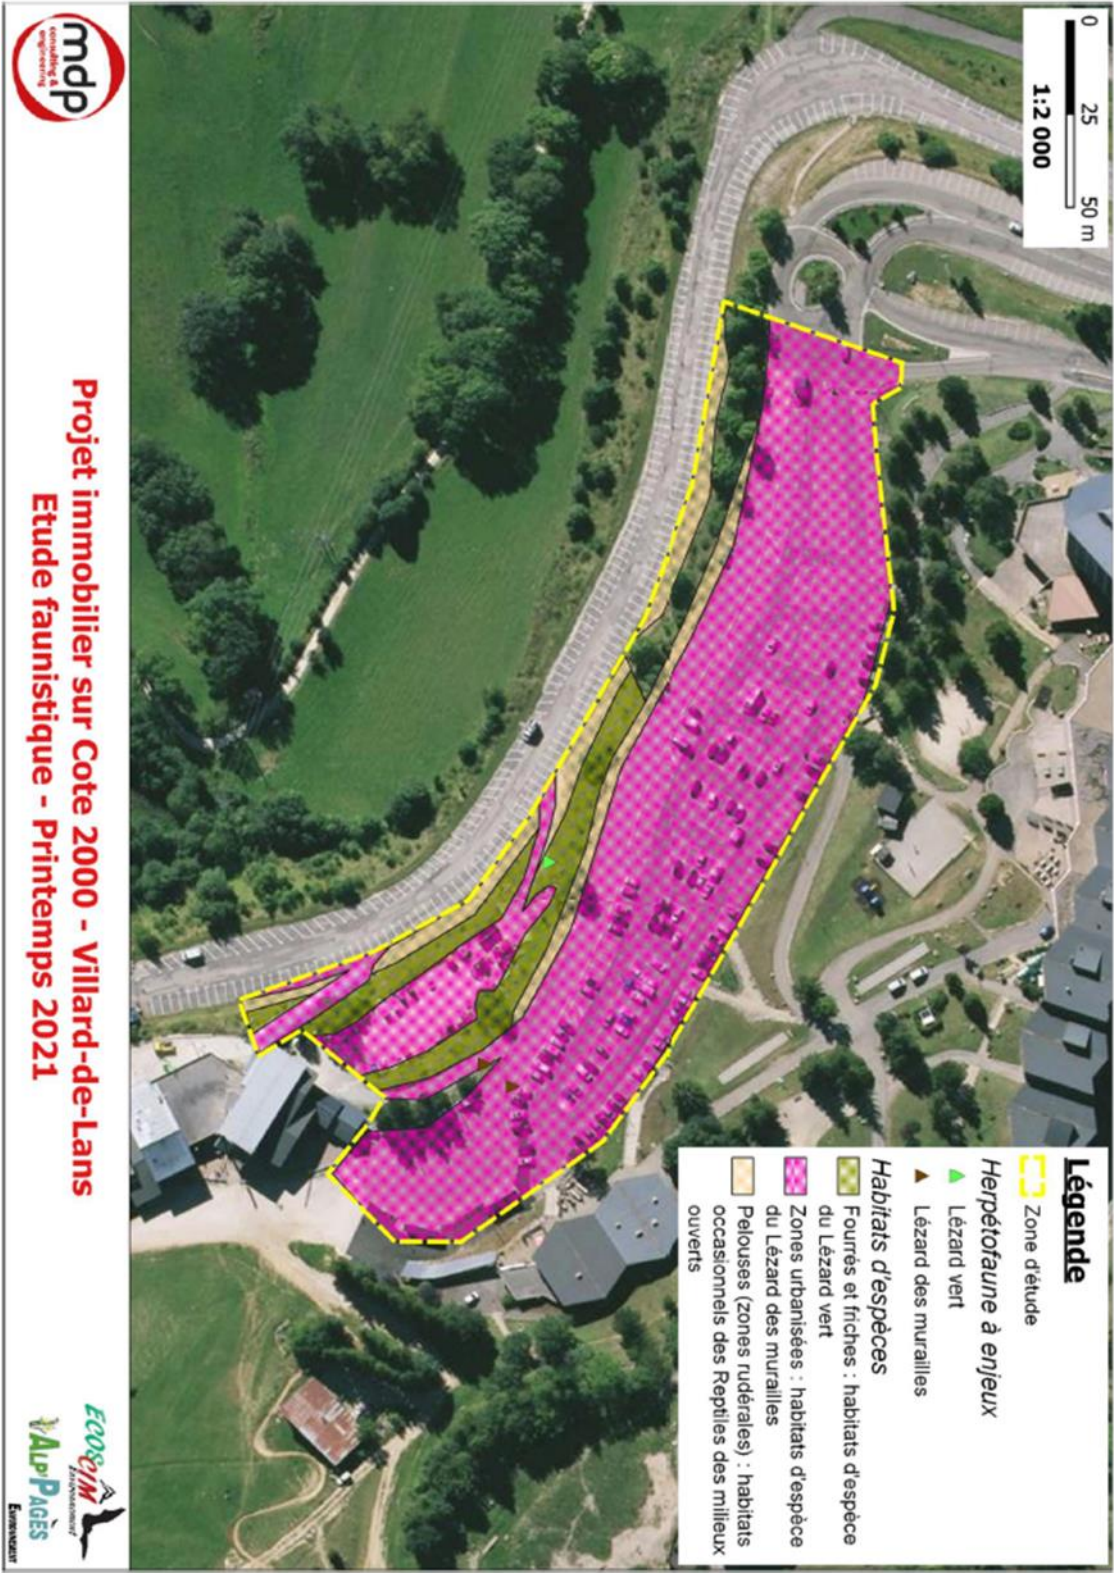 0 25 50 m
1:2 000
Légende
Zone d'étude
Herpétofaune à enjeux
Lézard vert
Lézard des murailles
Habitats d'espèces
Fourrés et friches : habitats d'espèce
du Lézard vert
Zones urbanisées : habitats d'espèce
du Lézard des murailles
Pelouses (zones rudérales) : habitats
occasionnels des Reptiles des milieux
ouverts
mdp
consulting &
engineering
Projet immobilier sur Cote 2000 - Villard-de-Lans
Etude faunistique - Printemps 2021
ECOSCIM
ENVIRONNEMENT
ALP'PAGES
ENVIRONNEMENT